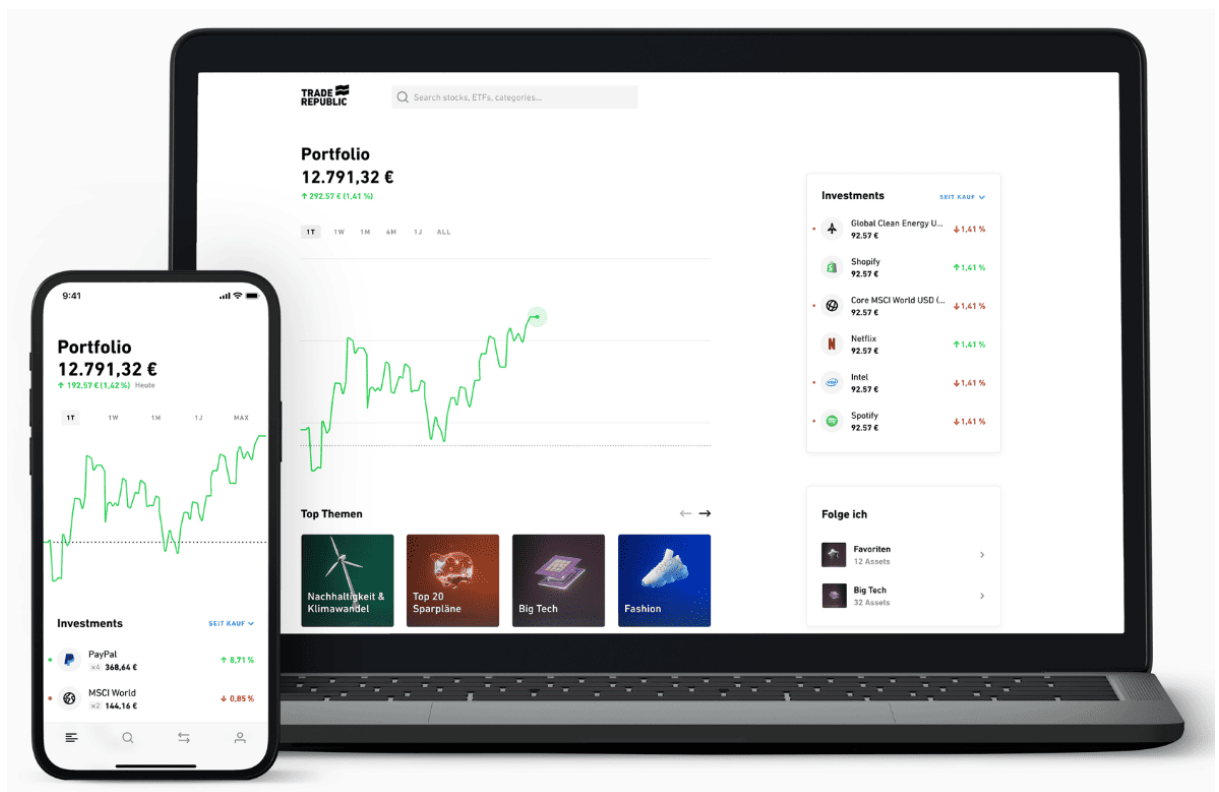 TRADE
REPUBLIC
Search stocks, ETFs, categories...
Portfolio
12.791,32 €
↑ 292,57 € (1,41 %)
1T 1W 1M 6M 1J ALL
Top Themen
← →
Nachhaltigkeit &
Klimawandel
Top 20
Sparpläne
Big Tech
Fashion
Investments SEIT KAUF
Global Clean Energy U...
92.57 €
↓1,41 %
Shopify
92.57 €
↑1,41 %
Core MSCI World USD (...
92.57 €
↓1,41 %
Netflix
92.57 €
↑1,41 %
Intel
92.57 €
↓1,41 %
Spotify
92.57 €
↓1,41 %
Folge ich
Favoriten
12 Assets
Big Tech
32 Assets
9:41
Portfolio
12.791,32 €
↑ 192,57 € (1,42 %) Heute
1T 1W 1M 1J MAX
Investments SEIT KAUF
PayPal
x4 368,64 €
↑ 8,71 %
MSCI World
x2 144,16 €
↓ 0,85 %